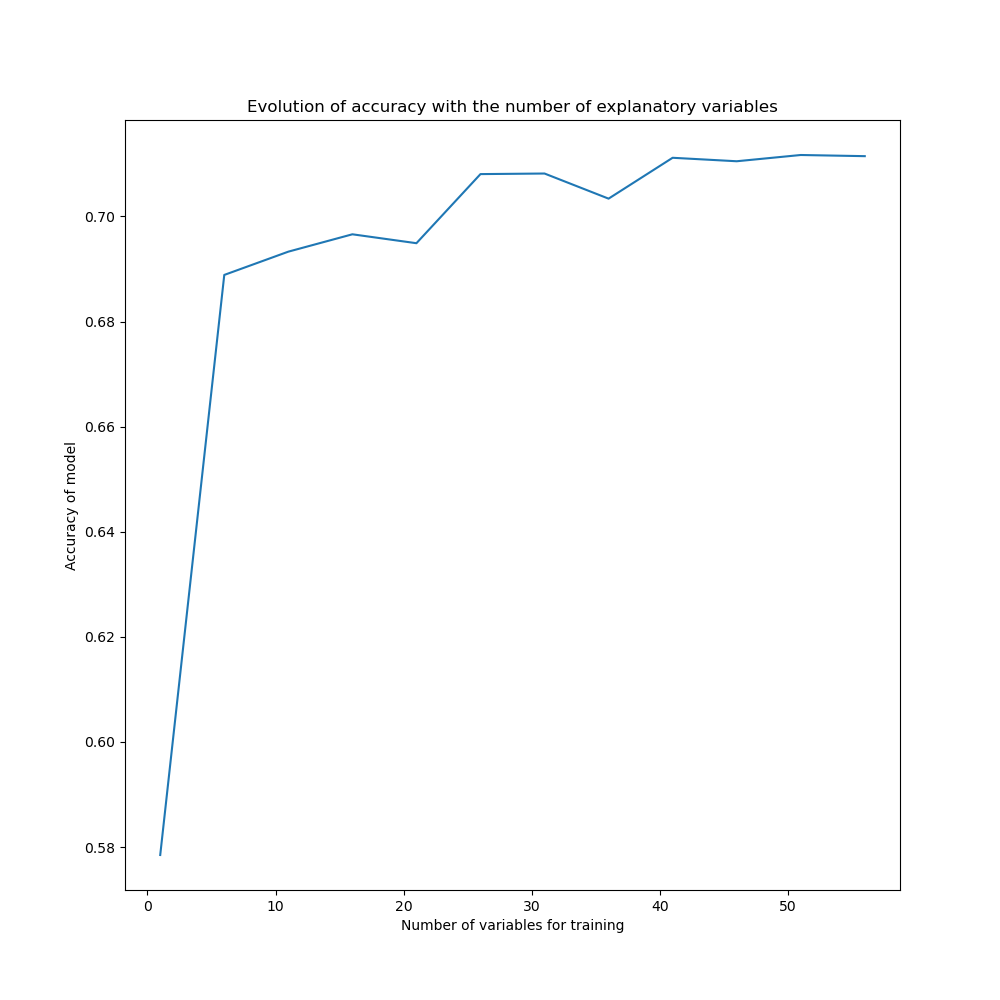 Evolution of accuracy with the number of explanatory variables
Accuracy of model
0.70
0.68
0.66
0.64
0.62
0.60
0.58
0 10 20 30 40 50
Number of variables for training